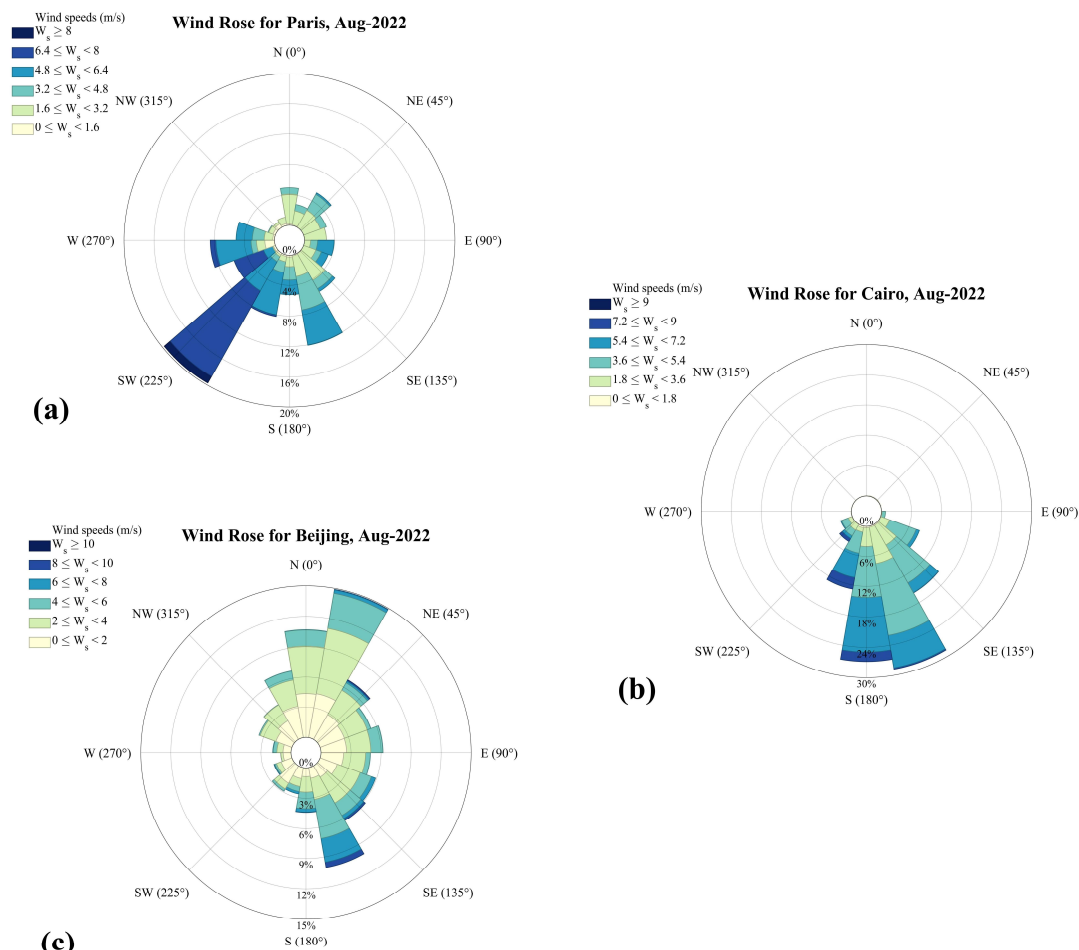 Wind speeds (m/s)
W_s ≥ 8
6.4 ≤ W_s < 8
4.8 ≤ W_s < 6.4
3.2 ≤ W_s < 4.8
1.6 ≤ W_s < 3.2
0 ≤ W_s < 1.6
Wind Rose for Paris, Aug-2022
N (0°)
NW (315°)
NE (45°)
W (270°)
E (90°)
0%
4%
8%
12%
16%
20%
SW (225°)
SE (135°)
S (180°)
(a)
Wind speeds (m/s)
W_s ≥ 9
7.2 ≤ W_s < 9
5.4 ≤ W_s < 7.2
3.6 ≤ W_s < 5.4
1.8 ≤ W_s < 3.6
0 ≤ W_s < 1.8
Wind Rose for Cairo, Aug-2022
N (0°)
NW (315°)
NE (45°)
W (270°)
E (90°)
0%
6%
12%
18%
24%
30%
SW (225°)
SE (135°)
S (180°)
(b)
Wind speeds (m/s)
W_s ≥ 10
8 ≤ W_s < 10
6 ≤ W_s < 8
4 ≤ W_s < 6
2 ≤ W_s < 4
0 ≤ W_s < 2
Wind Rose for Beijing, Aug-2022
N (0°)
NW (315°)
NE (45°)
W (270°)
E (90°)
0%
3%
6%
9%
12%
15%
SW (225°)
SE (135°)
S (180°)
(c)